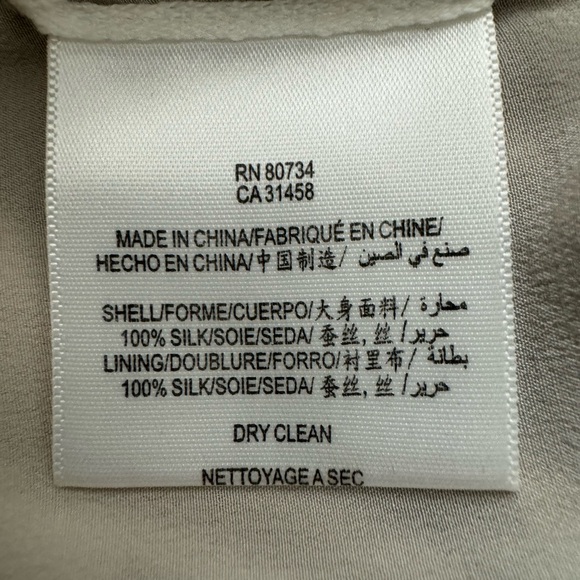 RN 80734
CA 31458
MADE IN CHINA/FABRIQUÉ EN CHINE/
HECHO EN CHINA/中国制造/ صنع في الصين
SHELL/FORME/CUERPO/大身面料/ محارة
100% SILK/SOIE/SEDA/ 蚕丝, 丝 /حرير
LINING/DOUBLURE/FORRO/衬里布/ بطانة
100% SILK/SOIE/SEDA/ 蚕丝, 丝 /حرير
DRY CLEAN
NETTOYAGE A SEC